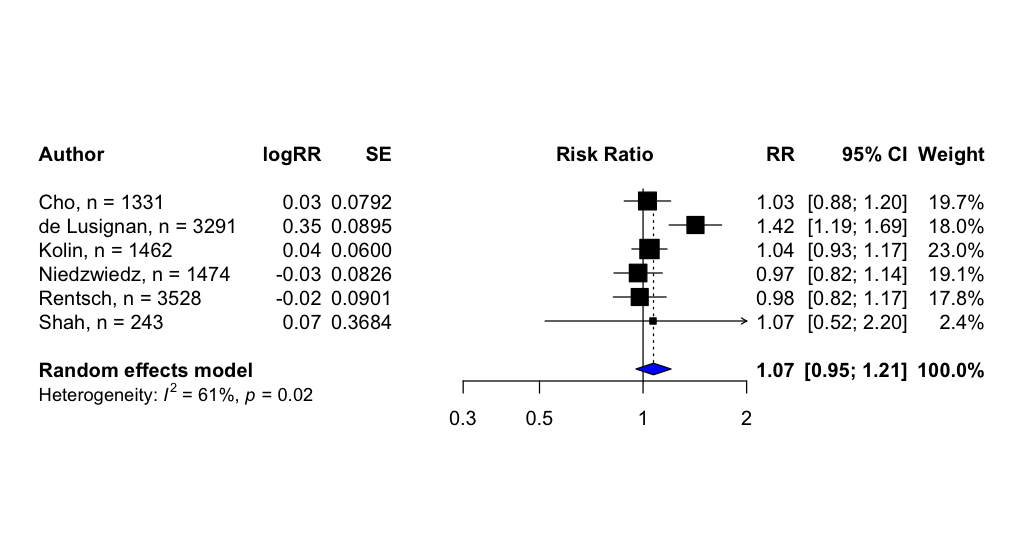 Author logRR SE Risk Ratio RR 95% CI Weight
Cho, n = 1331 0.03 0.0792 1.03 [0.88; 1.20] 19.7%
de Lusignan, n = 3291 0.35 0.0895 1.42 [1.19; 1.69] 18.0%
Kolin, n = 1462 0.04 0.0600 1.04 [0.93; 1.17] 23.0%
Niedzwiedz, n = 1474 -0.03 0.0826 0.97 [0.82; 1.14] 19.1%
Rentsch, n = 3528 -0.02 0.0901 0.98 [0.82; 1.17] 17.8%
Shah, n = 243 0.07 0.3684 1.07 [0.52; 2.20] 2.4%
Random effects model 1.07 [0.95; 1.21] 100.0%
Heterogeneity: I² = 61%, p = 0.02
0.3 0.5 1 2